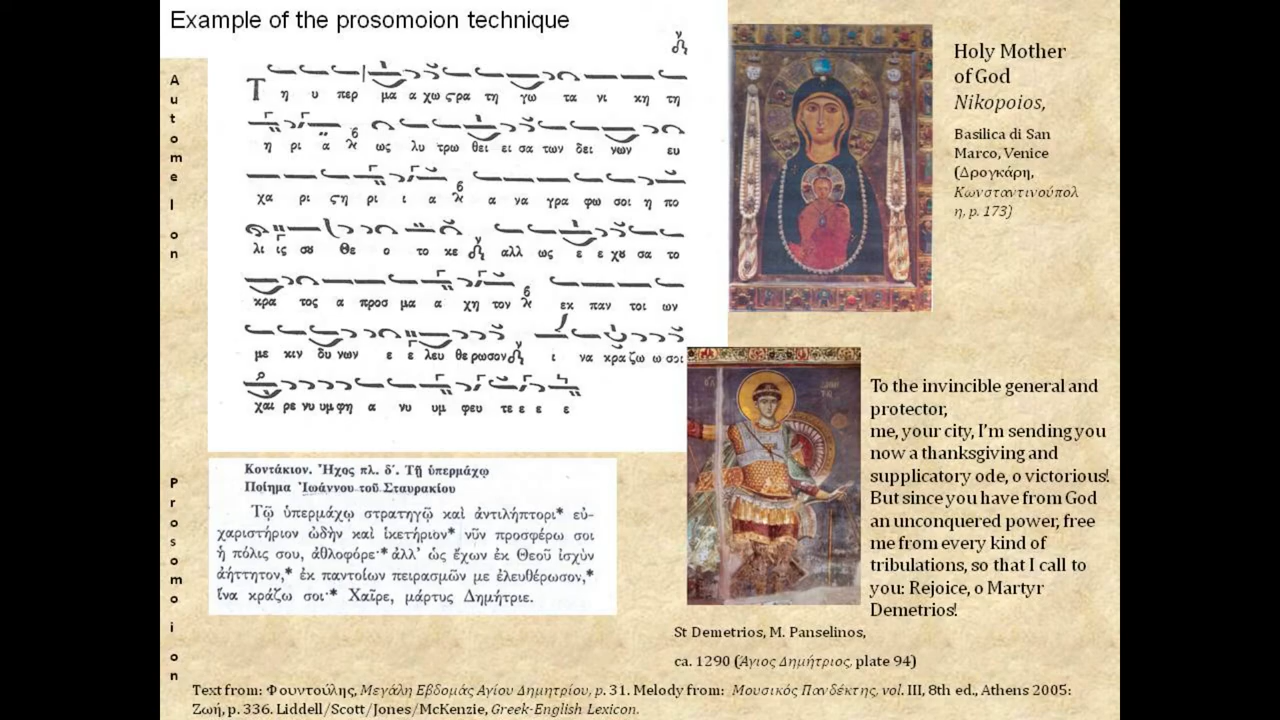 Example of the prosomoion technique
Automelon
Τη υ περ μα α χω ςρα τη γω τα νι κη τη
η ρι α ως λυ τρω θει ει σα των δει νων ευ
χα ρι ςη ρι ι α α να γρα φω σοι η πο
λι ις σου Θε ο το κε αλλ ως ε ε χου σα το
κρα τος α προσ μα α χη τον εκ παν τοι ων
με κιν δυ νων ε ε λευ θε ρωσον ι να κρα ζω ω σοι
χαι ρε νυ υμ φη α νυ υμ φευ τε ε ε ε
Prosomoion
Κοντάκιον. Ἦχος πλ. δ΄. Τῇ ὑπερμάχῳ
Ποίημα Ἰωάννου τοῦ Σταυρακίου
Τῷ ὑπερμάχῳ στρατηγῷ καὶ ἀντιλήπτορι* εὐ-
χαριστήριον ὠδὴν καὶ ἱκετήριον* νῦν προσφέρω σοι
ἡ πόλις σου, ἀθλοφόρε·* ἀλλ' ὡς ἔχων ἐκ Θεοῦ ἰσχὺν
ἀήττητον,* ἐκ παντοίων πειρασμῶν με ἐλευθέρωσον,*
ἵνα κράζω σοι·* Χαῖρε, μάρτυς Δημήτριε.
Holy Mother
of God
Nikopoios,
Basilica di San
Marco, Venice
(Δρογκάρη,
Κωνσταντινούπολ
η, p. 173)
To the invincible general and
protector,
me, your city, I'm sending you
now a thanksgiving and
supplicatory ode, o victorious!
But since you have from God
an unconquered power, free
me from every kind of
tribulations, so that I call to
you: Rejoice, o Martyr
Demetrios!
St Demetrios, M. Panselinos,
ca. 1290 (Άγιος Δημήτριος, plate 94)
Text from: Φουντούλης, Μεγάλη Εβδομάς Αγίου Δημητρίου, p. 31. Melody from: Μουσικός Πανδέκτης, vol. III, 8th ed., Athens 2005:
Ζωή, p. 336. Liddell/Scott/Jones/McKenzie, Greek-English Lexicon.